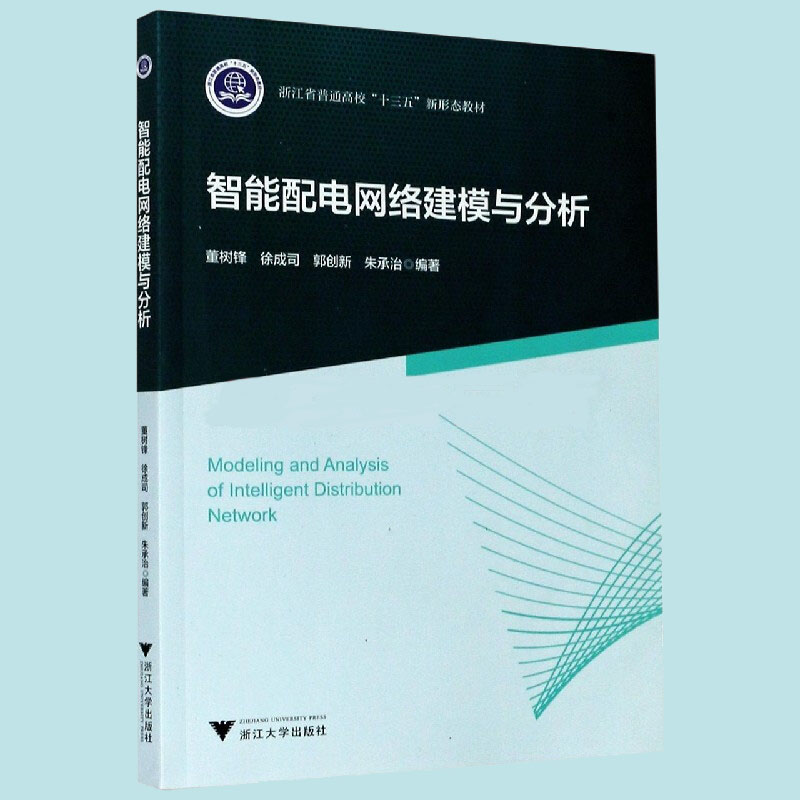 浙江省普通高校“十三五”新形态教材
智能配电网络建模与分析
董树锋 徐成司 郭创新 朱承治◎编著
Modeling and Analysis
of Intelligent Distribution
Network
ZHEJIANG UNIVERSITY PRESS
浙江大学出版社
智能配电网络建模与分析
董树锋 徐成司 郭创新 朱承治◎编著
浙江大学出版社